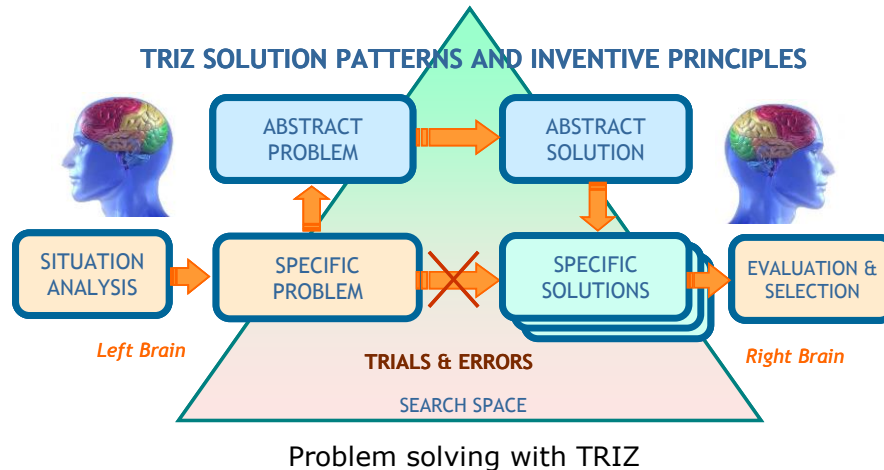 TRIZ SOLUTION PATTERNS AND INVENTIVE PRINCIPLES
ABSTRACT
PROBLEM
ABSTRACT
SOLUTION
SITUATION
ANALYSIS
SPECIFIC
PROBLEM
SPECIFIC
SOLUTIONS
EVALUATION &
SELECTION
Left Brain
TRIALS & ERRORS
Right Brain
SEARCH SPACE
Problem solving with TRIZ